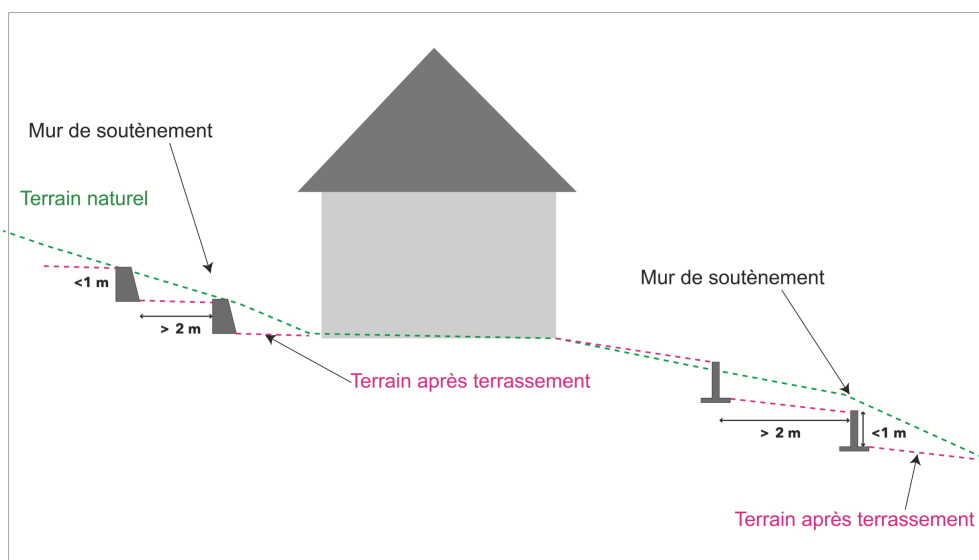 Mur de soutènement
Terrain naturel
<1 m
> 2 m
Terrain après terrassement
Mur de soutènement
> 2 m
<1 m
Terrain après terrassement